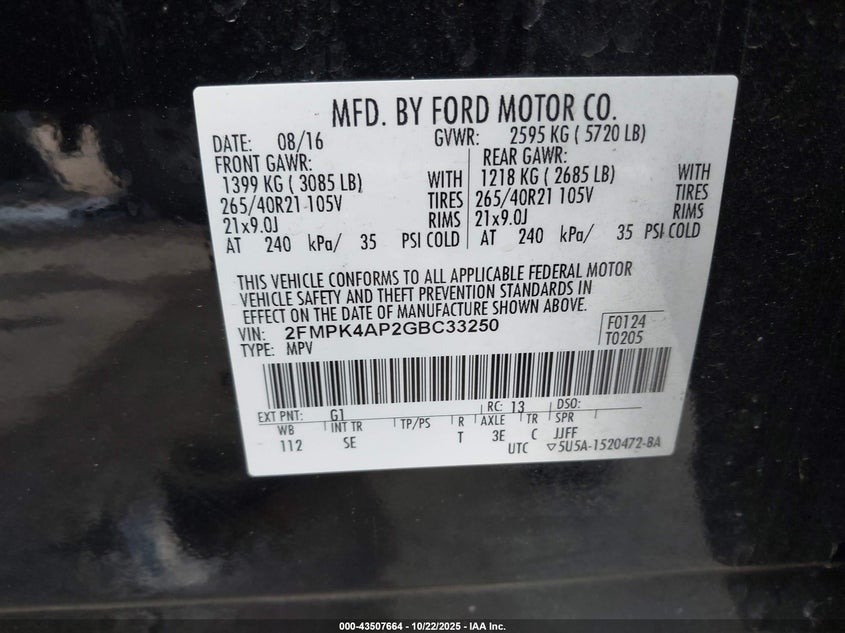 MFD. BY FORD MOTOR CO.
DATE: 08/16 GVWR: 2595 KG ( 5720 LB)
FRONT GAWR: REAR GAWR:
1399 KG ( 3085 LB) WITH 1218 KG ( 2685 LB) WITH
265/40R21 105V TIRES 265/40R21 105V TIRES
21x9.0J RIMS 21x9.0J RIMS
AT 240 kPa/ 35 PSI COLD AT 240 kPa/ 35 PSI COLD
THIS VEHICLE CONFORMS TO ALL APPLICABLE FEDERAL MOTOR
VEHICLE SAFETY AND THEFT PREVENTION STANDARDS IN
EFFECT ON THE DATE OF MANUFACTURE SHOWN ABOVE.
VIN: 2FMPK4AP2GBC33250 F0124
TYPE: MPV T0205
EXT PNT: G1 RC: 13 DSO:
WB INT TR TP/PS R AXLE TR SPR
112 SE T 3E C JJFF
UTC ▽5U5A-1520472-BA
000-43507664 - 10/22/2025 - IAA Inc.